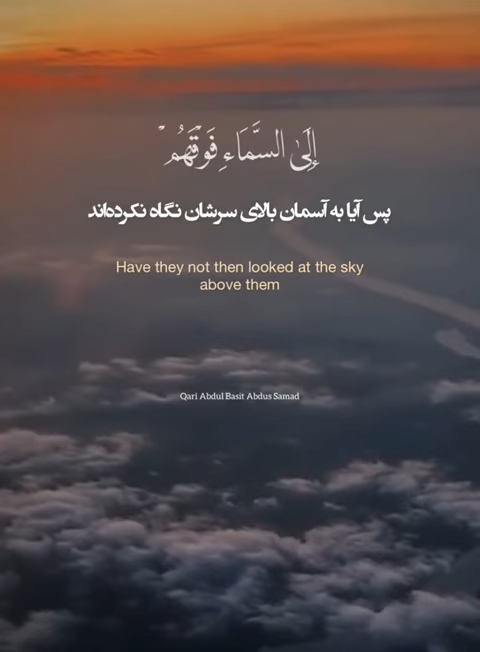 إِلَى السَّمَاءِ فَوْقَهُمْ
پس آیا به آسمان بالای سرشان نگاه نکرده‌اند
Have they not then looked at the sky
above them
Qari Abdul Basit Abdus Samad